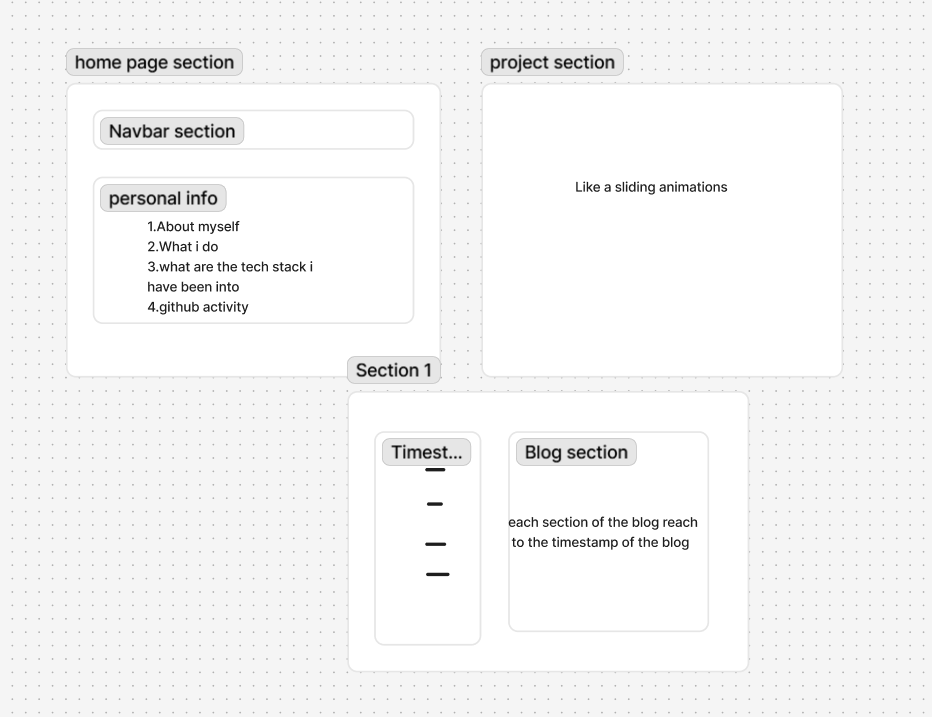 home page section
project section
Navbar section
personal info
1.About myself
2.What i do
3.what are the tech stack i
have been into
4.github activity
Like a sliding animations
Section 1
Timest...
Blog section
each section of the blog reach
to the timestamp of the blog